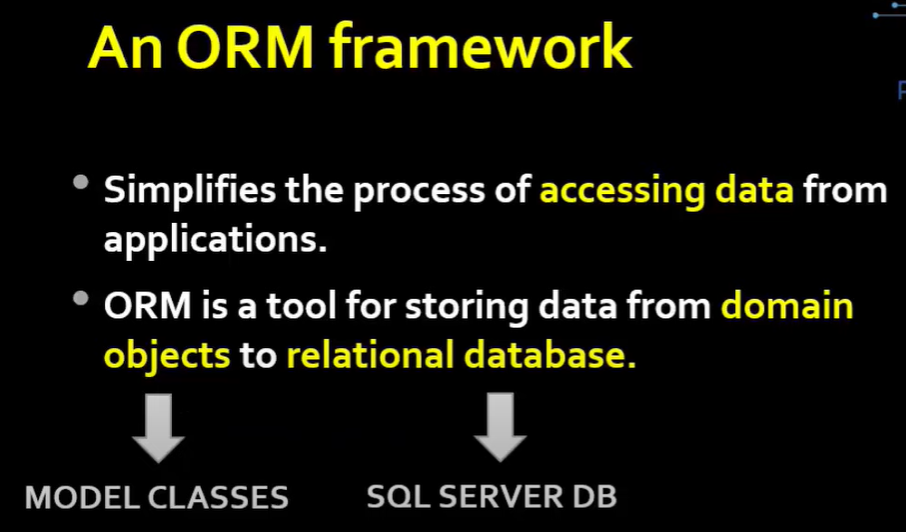 An ORM framework
P
• Simplifies the process of accessing data from
applications.
• ORM is a tool for storing data from domain
objects to relational database.
MODEL CLASSES SQL SERVER DB